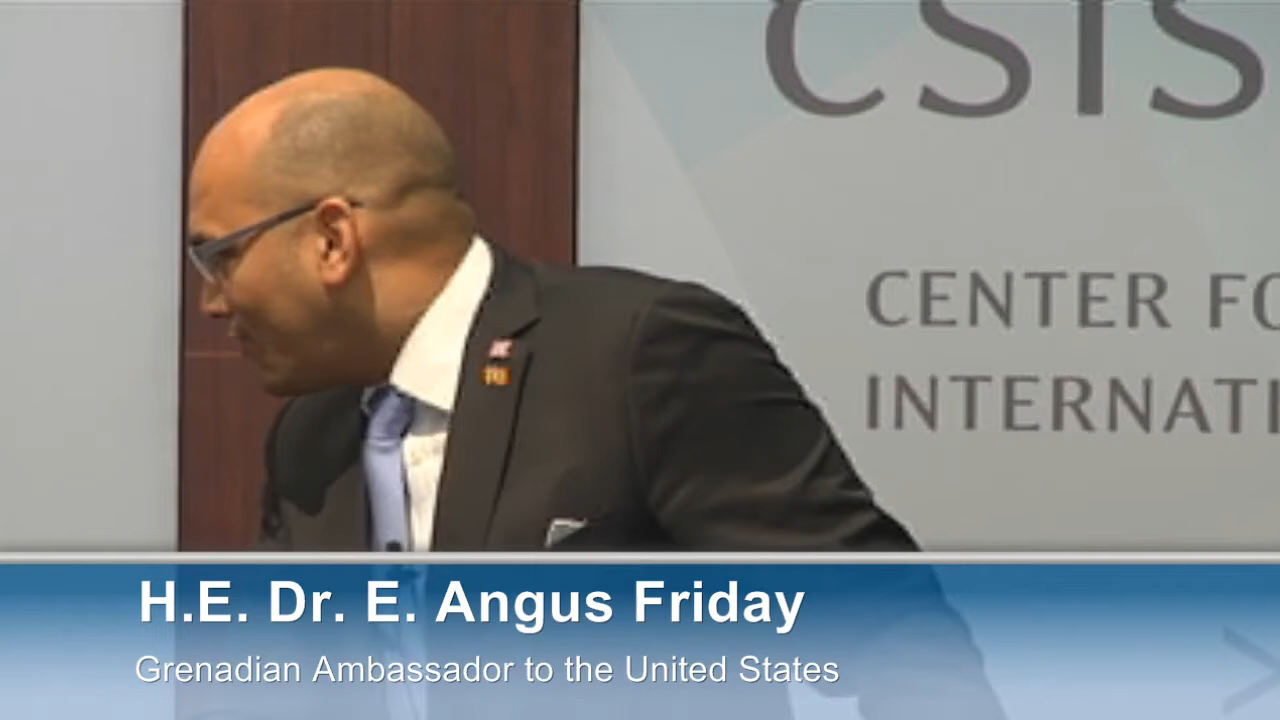 CSIS
CENTER FO
INTERNATI
H.E. Dr. E. Angus Friday
Grenadian Ambassador to the United States